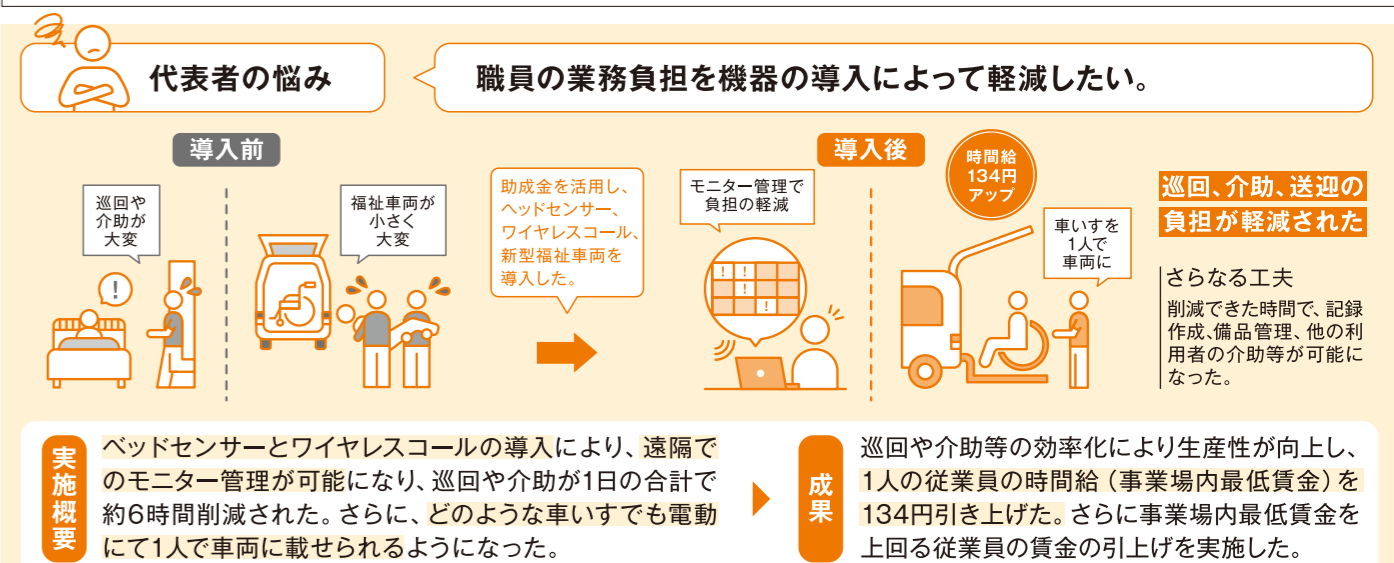 代表者の悩み
職員の業務負担を機器の導入によって軽減したい。
導入前
巡回や
介助が
大変
!
福祉車両が
小さく
大変
助成金を活用し、
ヘッドセンサー、
ワイヤレスコール、
新型福祉車両を
導入した。
導入後
モニター管理で
負担の軽減
! !
!
時間給
134円
アップ
車いすを
1人で
車両に
巡回、介助、送迎の
負担が軽減された
さらなる工夫
削減できた時間で、記録
作成、備品管理、他の利
用者の介助等が可能に
なった。
実施概要
ベッドセンサーとワイヤレスコールの導入により、遠隔で
のモニター管理が可能になり、巡回や介助が1日の合計で
約6時間削減された。さらに、どのような車いすでも電動
にて1人で車両に載せられるようになった。
成果
巡回や介助等の効率化により生産性が向上し、
1人の従業員の時間給（事業場内最低賃金）を
134円引き上げた。さらに事業場内最低賃金を
上回る従業員の賃金の引上げを実施した。